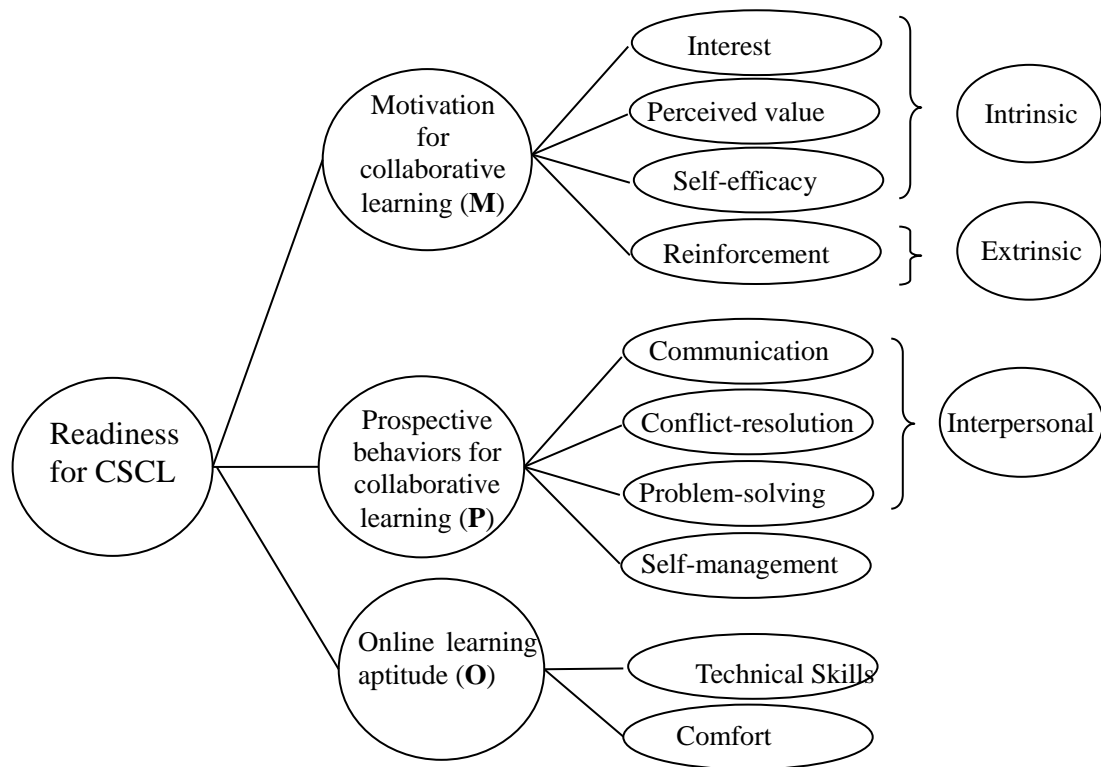 Interest
Motivation
for
collaborative
learning (M)
Perceived value
Intrinsic
Self-efficacy
Reinforcement
Extrinsic
Communication
Readiness
for CSCL
Prospective
behaviors for
collaborative
learning (P)
Conflict-resolution
Interpersonal
Problem-solving
Self-management
Online learning
aptitude (O)
Technical Skills
Comfort